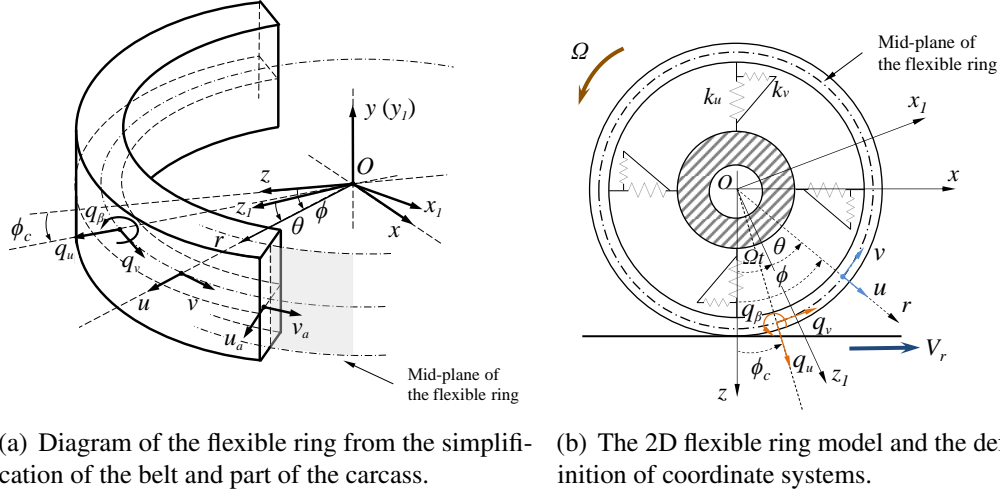 y (y₁)
O
z
z₁
ϕ
θ
x₁
x
r
ϕc
qβ
qu
qv
u
v
ua
va
Mid-plane of
the flexible ring
Ω
Mid-plane of
the flexible ring
ku
kv
x₁
O
x
Ωt
θ
ϕ
v
u
r
qβ
qv
ϕc
qu
z₁
z
Vr
(a) Diagram of the flexible ring from the simplifi-
cation of the belt and part of the carcass.
(b) The 2D flexible ring model and the def
inition of coordinate systems.